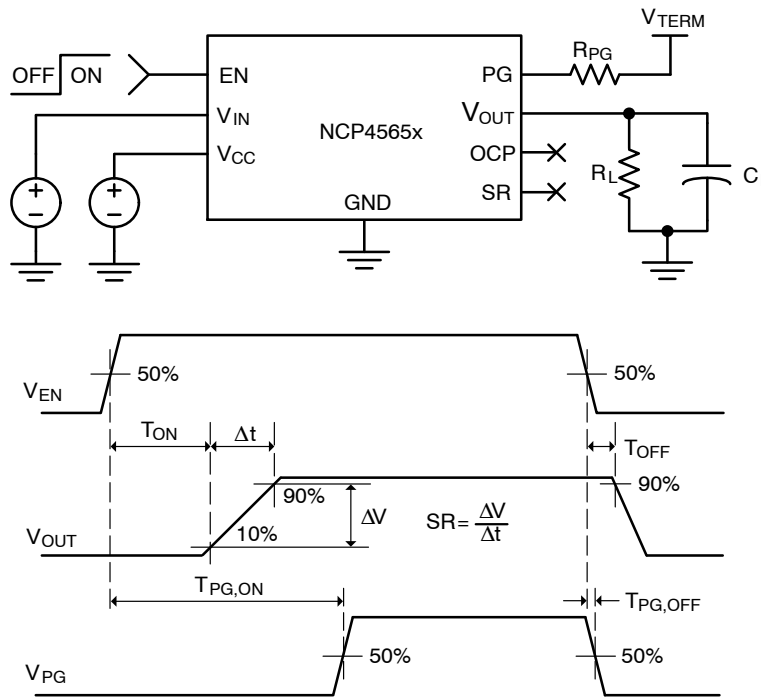 V_TERM
R_PG
OFF ON
EN
PG
V_IN
V_OUT
NCP4565x
V_CC
OCP
R_L
C
SR
GND
+
−
+
−
50%
50%
V_EN
T_ON
Δt
T_OFF
90%
90%
ΔV
SR = ΔV/Δt
10%
V_OUT
T_PG,ON
T_PG,OFF
50%
50%
V_PG